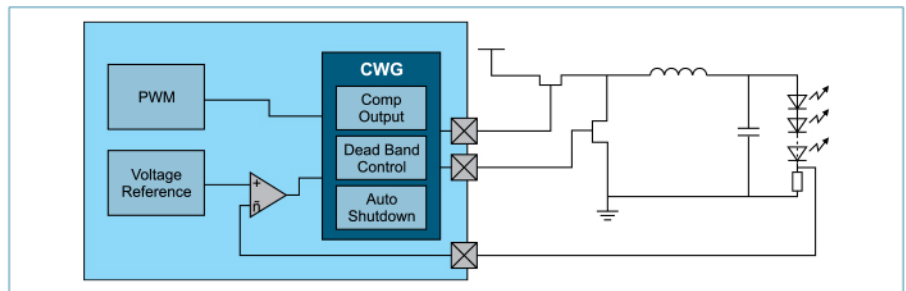 PWM
Voltage
Reference
+
n̄
CWG
Comp
Output
Dead Band
Control
Auto
Shutdown